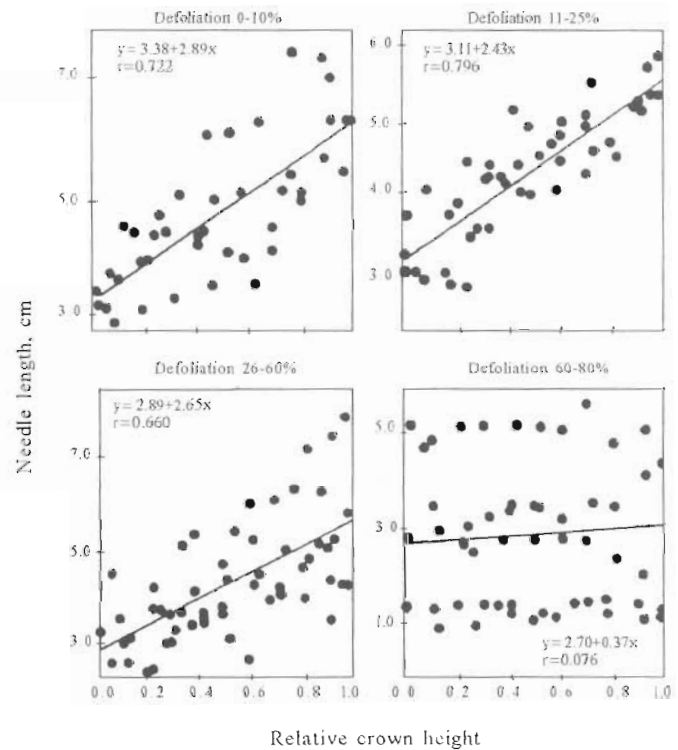 Defoliation 0-10%
y= 3.38+2.89x
r=0.722
7.0
5.0
3.0
Defoliation 11-25%
y= 3.11+2.43x
r=0.796
6.0
5.0
4.0
3.0
Needle length, cm
Defoliation 26-60%
y= 2.89+2.65x
r=0.660
7.0
5.0
3.0
0.0 0.2 0.4 0.6 0.8 1.0
Defoliation 60-80%
5.0
3.0
1.0
y= 2.70+0.37x
r=0.076
0.0 0.2 0.4 0.6 0.8 1.0
Relative crown height